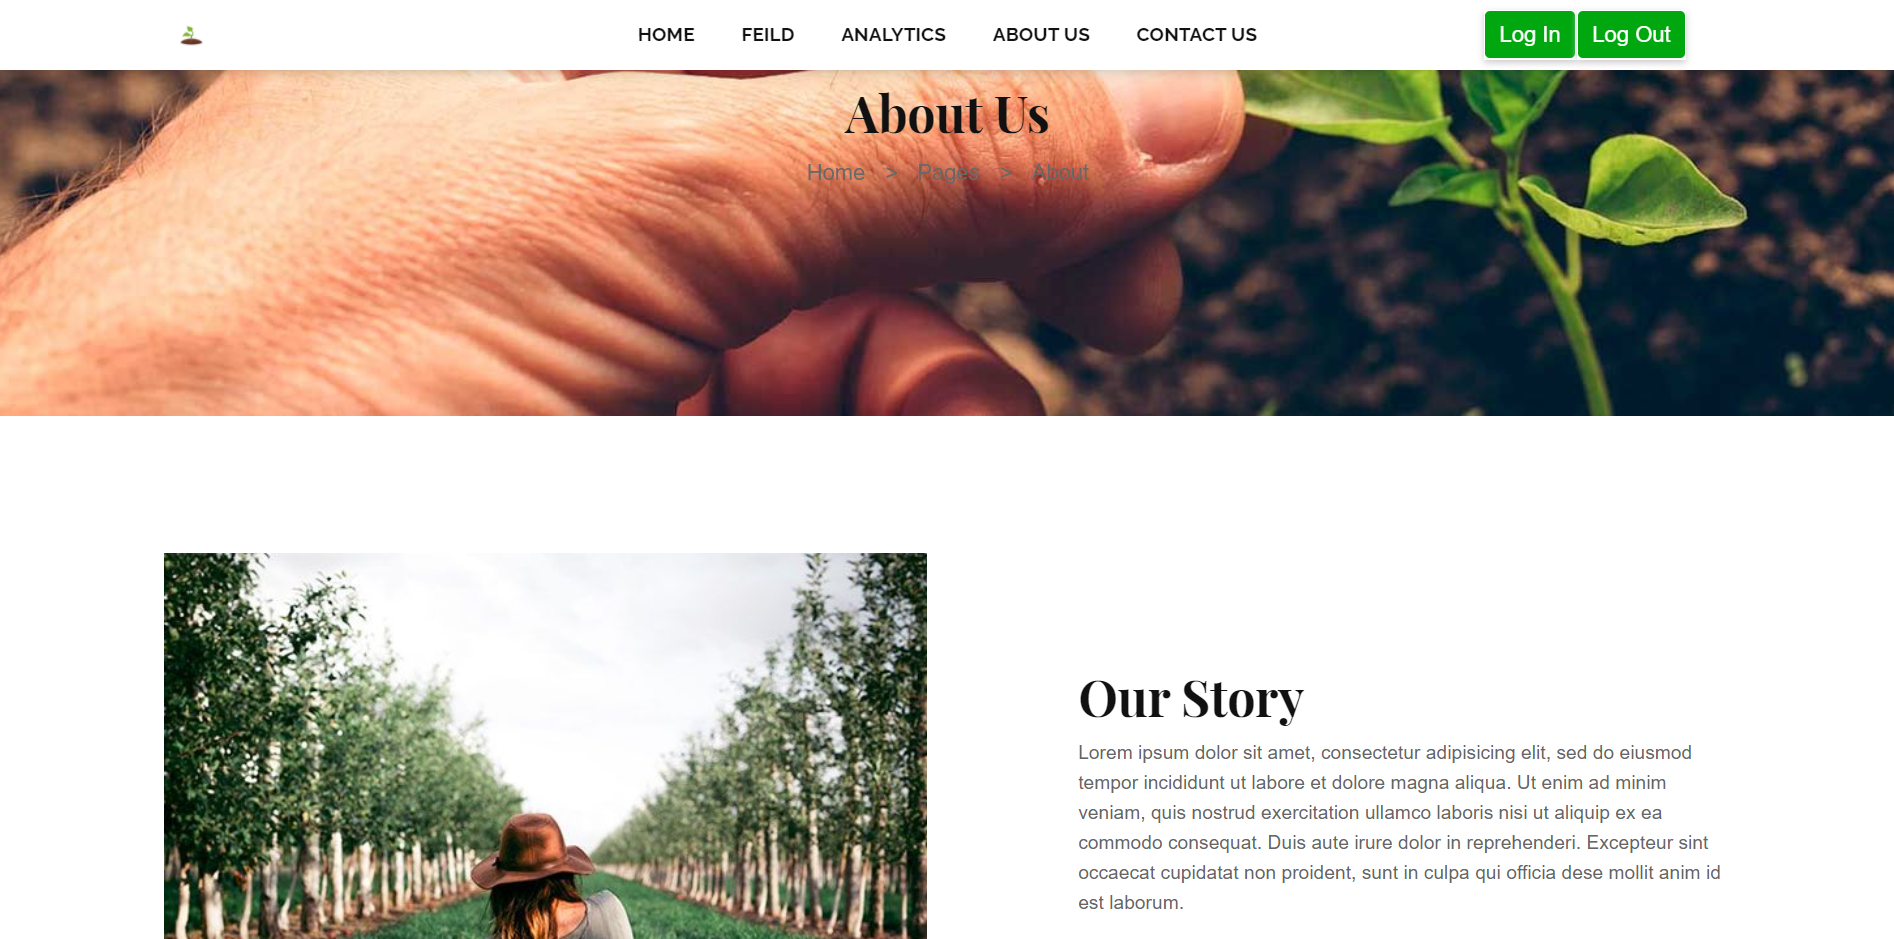 HOME FEILD ANALYTICS ABOUT US CONTACT US Log In Log Out
About Us
Home > Pages > About
Our Story
Lorem ipsum dolor sit amet, consectetur adipisicing elit, sed do eiusmod
tempor incididunt ut labore et dolore magna aliqua. Ut enim ad minim
veniam, quis nostrud exercitation ullamco laboris nisi ut aliquip ex ea
commodo consequat. Duis aute irure dolor in reprehenderi. Excepteur sint
occaecat cupidatat non proident, sunt in culpa qui officia dese mollit anim id
est laborum.